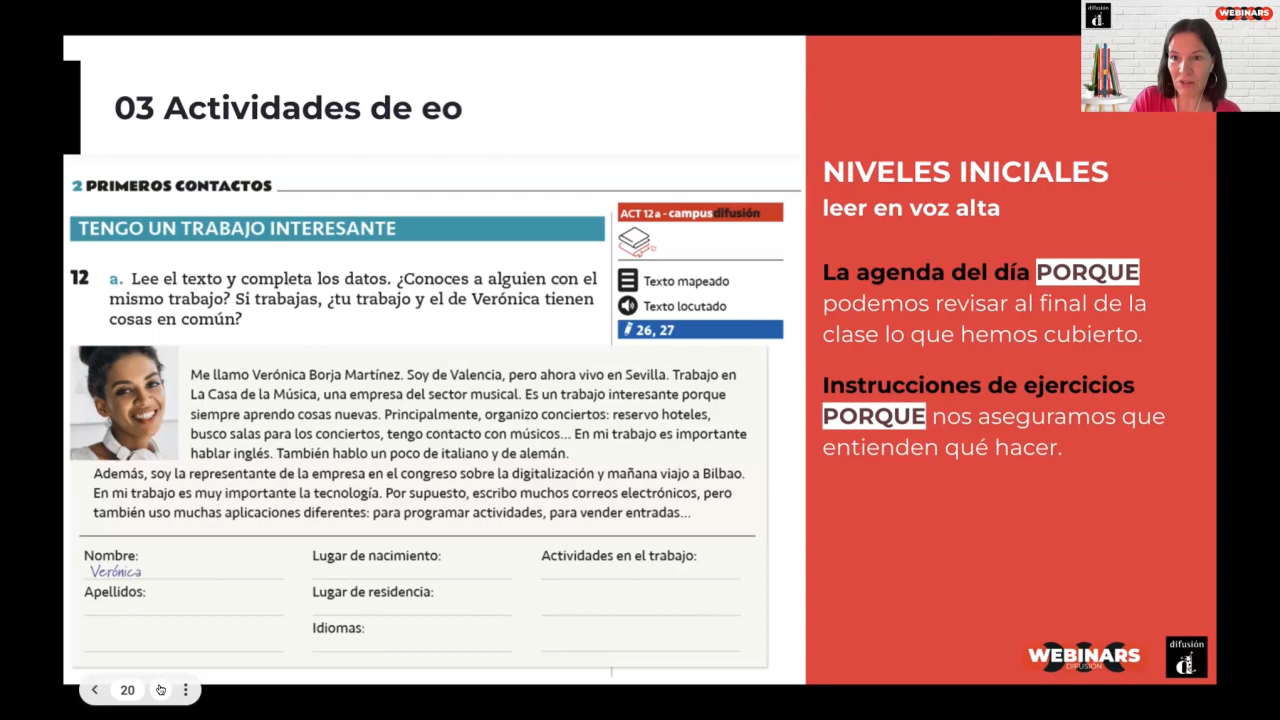 difusión
d
WEBINARS
03 Actividades de eo
2 PRIMEROS CONTACTOS
TENGO UN TRABAJO INTERESANTE
12 a. Lee el texto y completa los datos. ¿Conoces a alguien con el
mismo trabajo? Si trabajas, ¿tu trabajo y el de Verónica tienen
cosas en común?
ACT 12a - campusdifusión
Texto mapeado
Texto locutado
26, 27
Me llamo Verónica Borja Martínez. Soy de Valencia, pero ahora vivo en Sevilla. Trabajo en
La Casa de la Música, una empresa del sector musical. Es un trabajo interesante porque
siempre aprendo cosas nuevas. Principalmente, organizo conciertos: reservo hoteles,
busco salas para los conciertos, tengo contacto con músicos... En mi trabajo es importante
hablar inglés. También hablo un poco de italiano y de alemán.
Además, soy la representante de la empresa en el congreso sobre la digitalización y mañana viajo a Bilbao.
En mi trabajo es muy importante la tecnología. Por supuesto, escribo muchos correos electrónicos, pero
también uso muchas aplicaciones diferentes: para programar actividades, para vender entradas...
Nombre:
Verónica
Apellidos:
Lugar de nacimiento:
Lugar de residencia:
Idiomas:
Actividades en el trabajo:
NIVELES INICIALES
leer en voz alta
La agenda del día PORQUE
podemos revisar al final de la
clase lo que hemos cubierto.
Instrucciones de ejercicios
PORQUE nos aseguramos que
entienden qué hacer.
WEBINARS
DIFUSIÓN
difusión
d
20